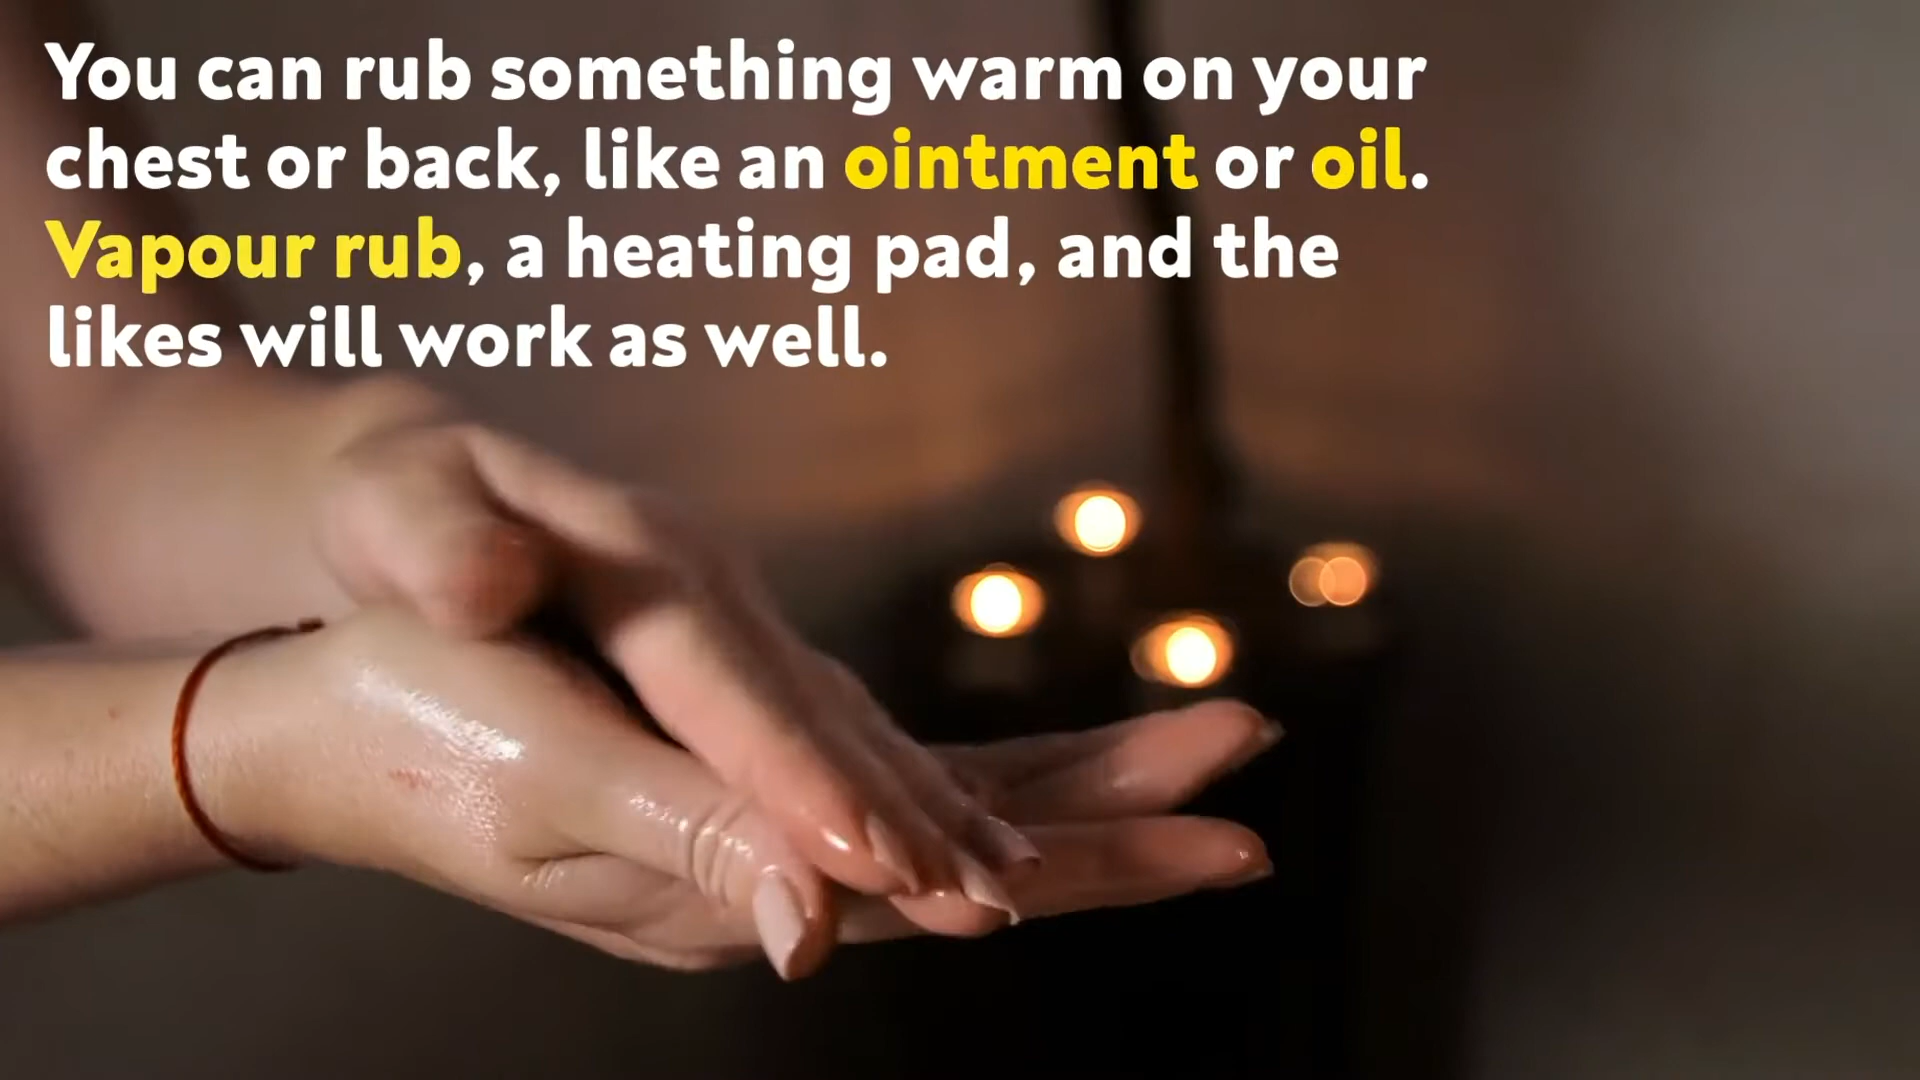 You can rub something warm on your
chest or back, like an ointment or oil.
Vapour rub, a heating pad, and the
likes will work as well.